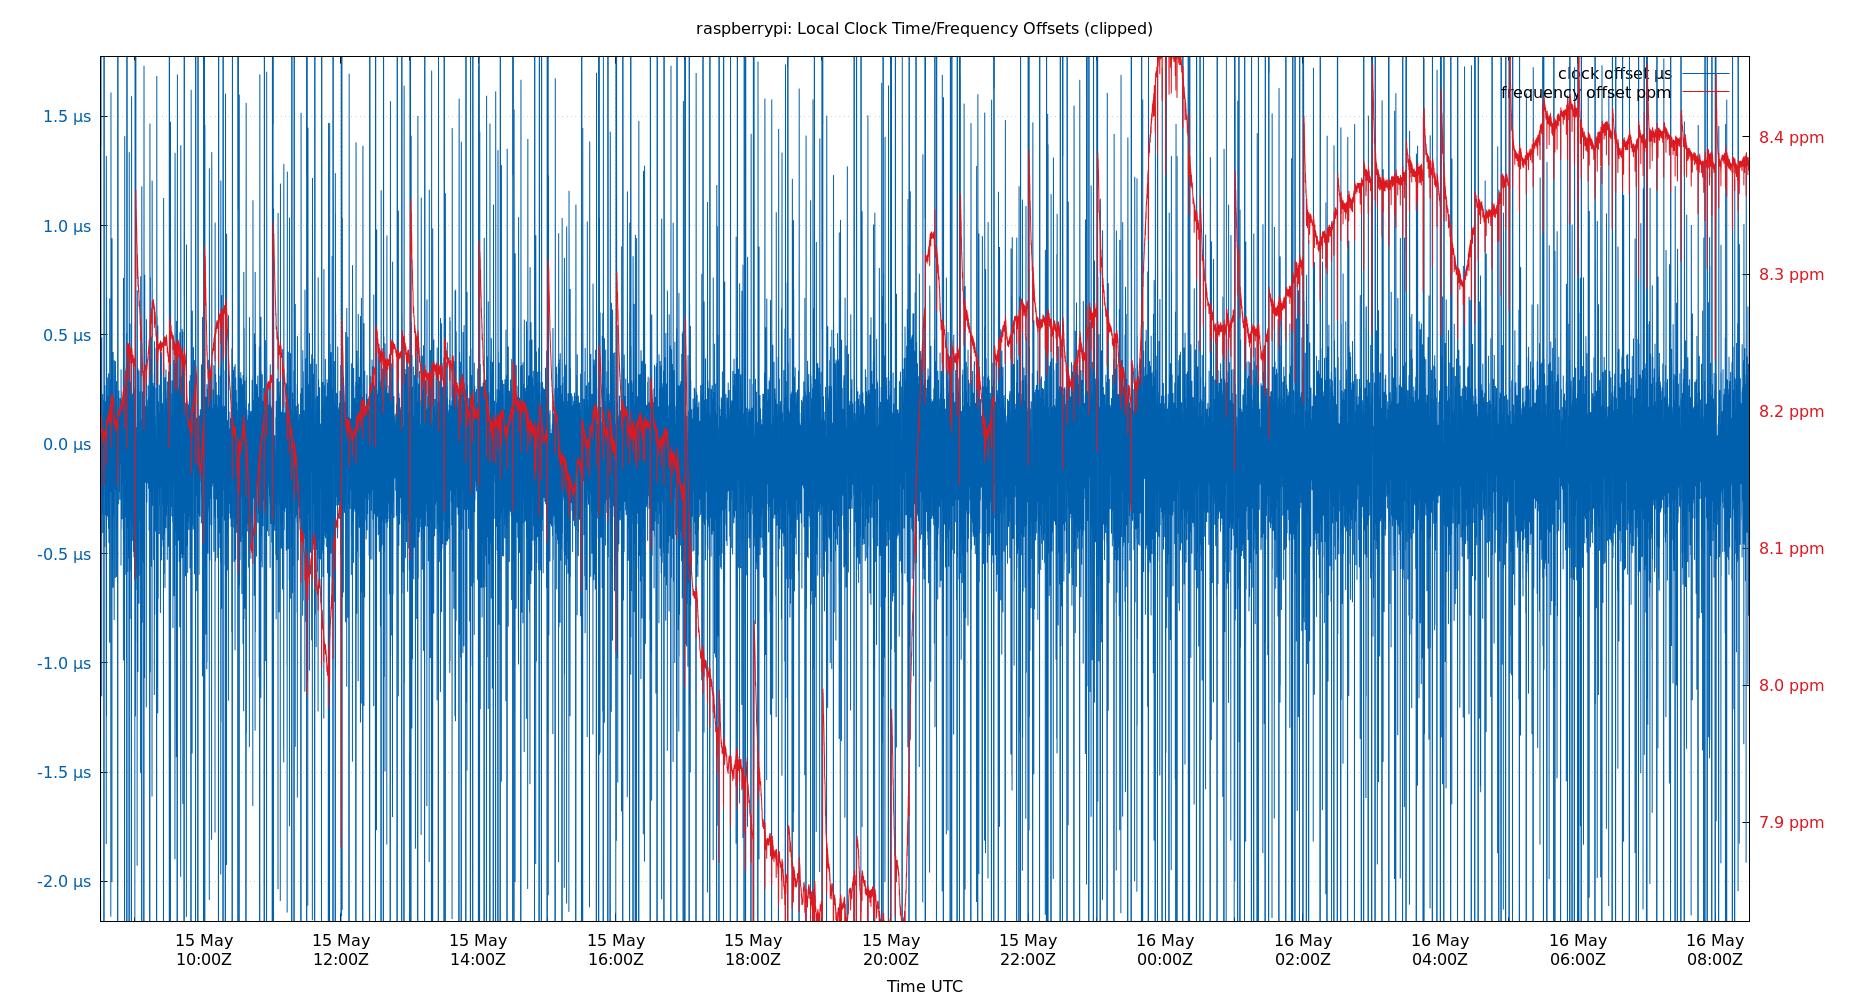 raspberrypi: Local Clock Time/Frequency Offsets (clipped)
clock offset µs
frequency offset ppm
1.5 µs
1.0 µs
0.5 µs
0.0 µs
-0.5 µs
-1.0 µs
-1.5 µs
-2.0 µs
8.4 ppm
8.3 ppm
8.2 ppm
8.1 ppm
8.0 ppm
7.9 ppm
15 May 15 May 15 May 15 May 15 May 15 May 15 May 16 May 16 May 16 May 16 May 16 May
10:00Z 12:00Z 14:00Z 16:00Z 18:00Z 20:00Z 22:00Z 00:00Z 02:00Z 04:00Z 06:00Z 08:00Z
Time UTC